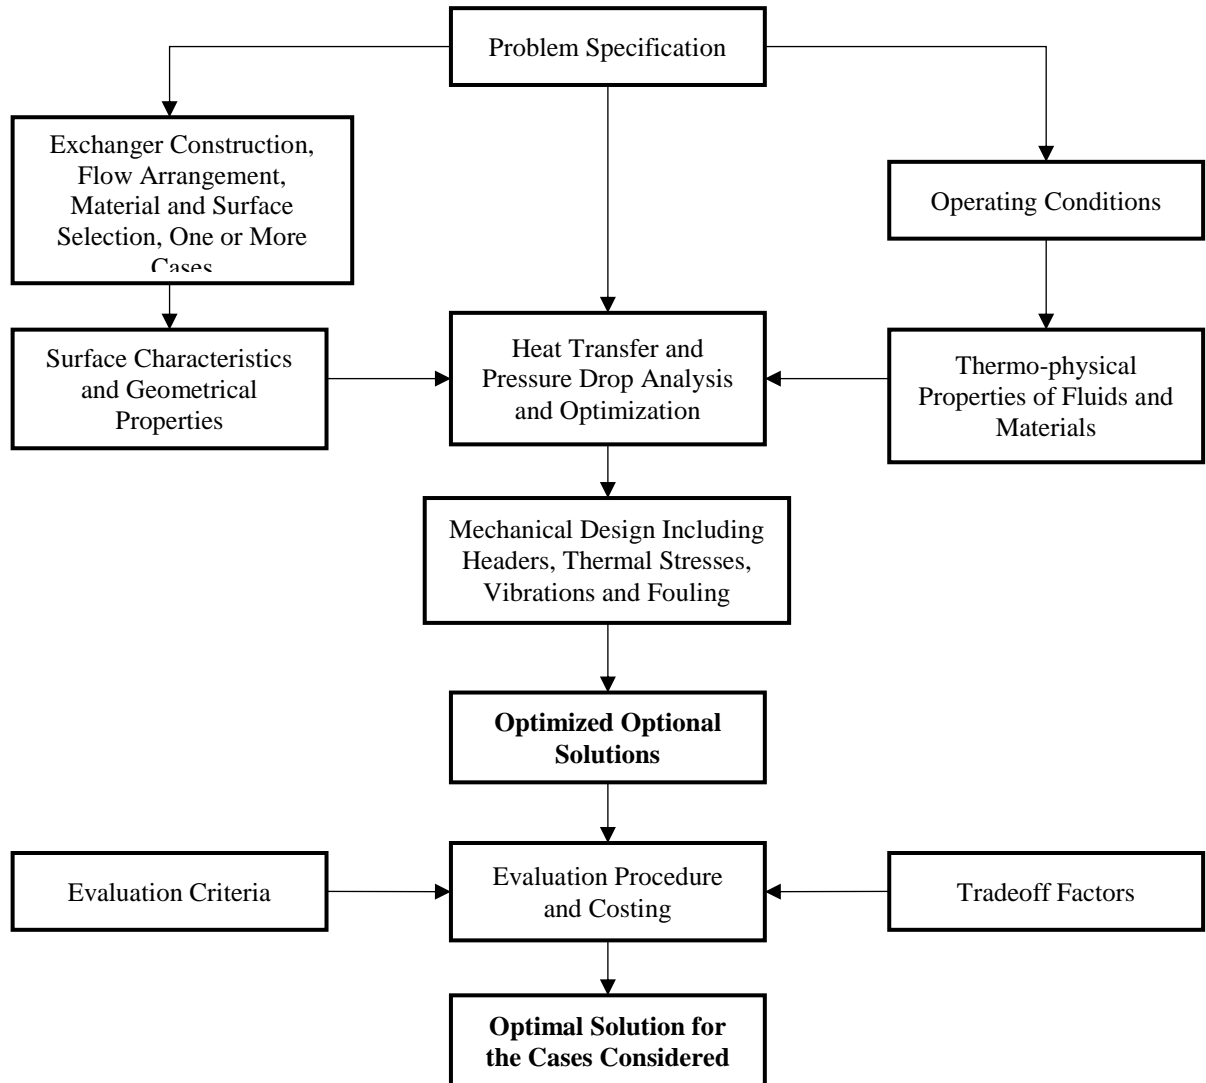 Problem Specification
Exchanger Construction,
Flow Arrangement,
Material and Surface
Selection, One or More
Cases
Operating Conditions
Surface Characteristics
and Geometrical
Properties
Heat Transfer and
Pressure Drop Analysis
and Optimization
Thermo-physical
Properties of Fluids and
Materials
Mechanical Design Including
Headers, Thermal Stresses,
Vibrations and Fouling
Optimized Optional
Solutions
Evaluation Criteria
Evaluation Procedure
and Costing
Tradeoff Factors
Optimal Solution for
the Cases Considered